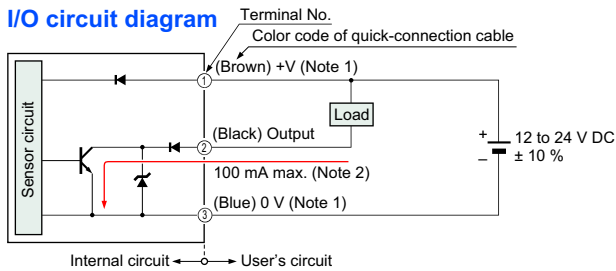 I/O circuit diagram
Terminal No.
Color code of quick-connection cable
1
(Brown) +V (Note 1)
Load
Sensor circuit
2
(Black) Output
+
12 to 24 V DC
–
± 10 %
100 mA max. (Note 2)
3
(Blue) 0 V (Note 1)
Internal circuit
User's circuit